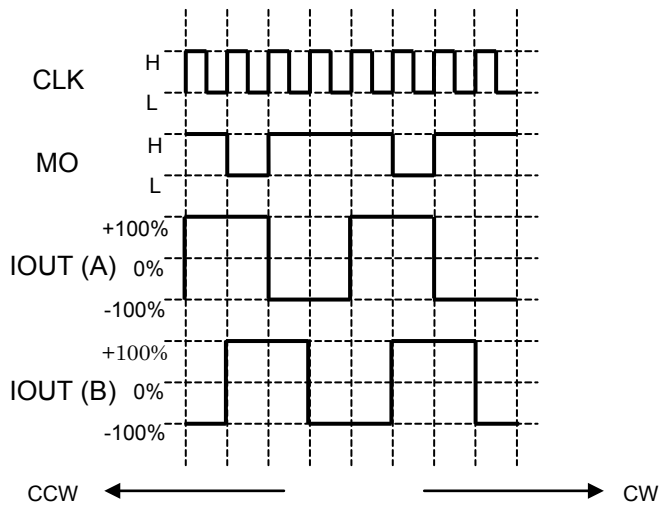 CLK
H
L
MO
H
L
IOUT (A)
+100%
0%
-100%
IOUT (B)
+100%
0%
-100%
CCW
CW